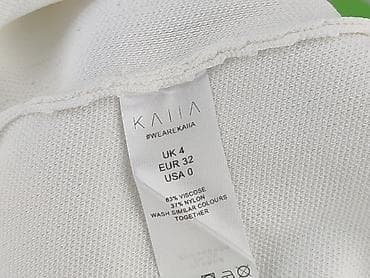 KAIIA
#WEAREKAIIA
UK 4
EUR 32
USA 0
63% VISCOSE
37% NYLON
WASH SIMILAR COLOURS
TOGETHER